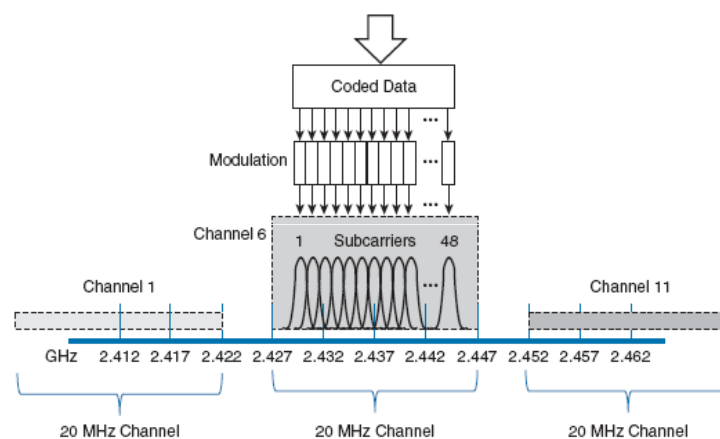 Coded Data
...
Modulation
...
...
Channel 6
1 Subcarriers 48
...
Channel 1
Channel 11
GHz 2.412 2.417 2.422 2.427 2.432 2.437 2.442 2.447 2.452 2.457 2.462
20 MHz Channel 20 MHz Channel 20 MHz Channel